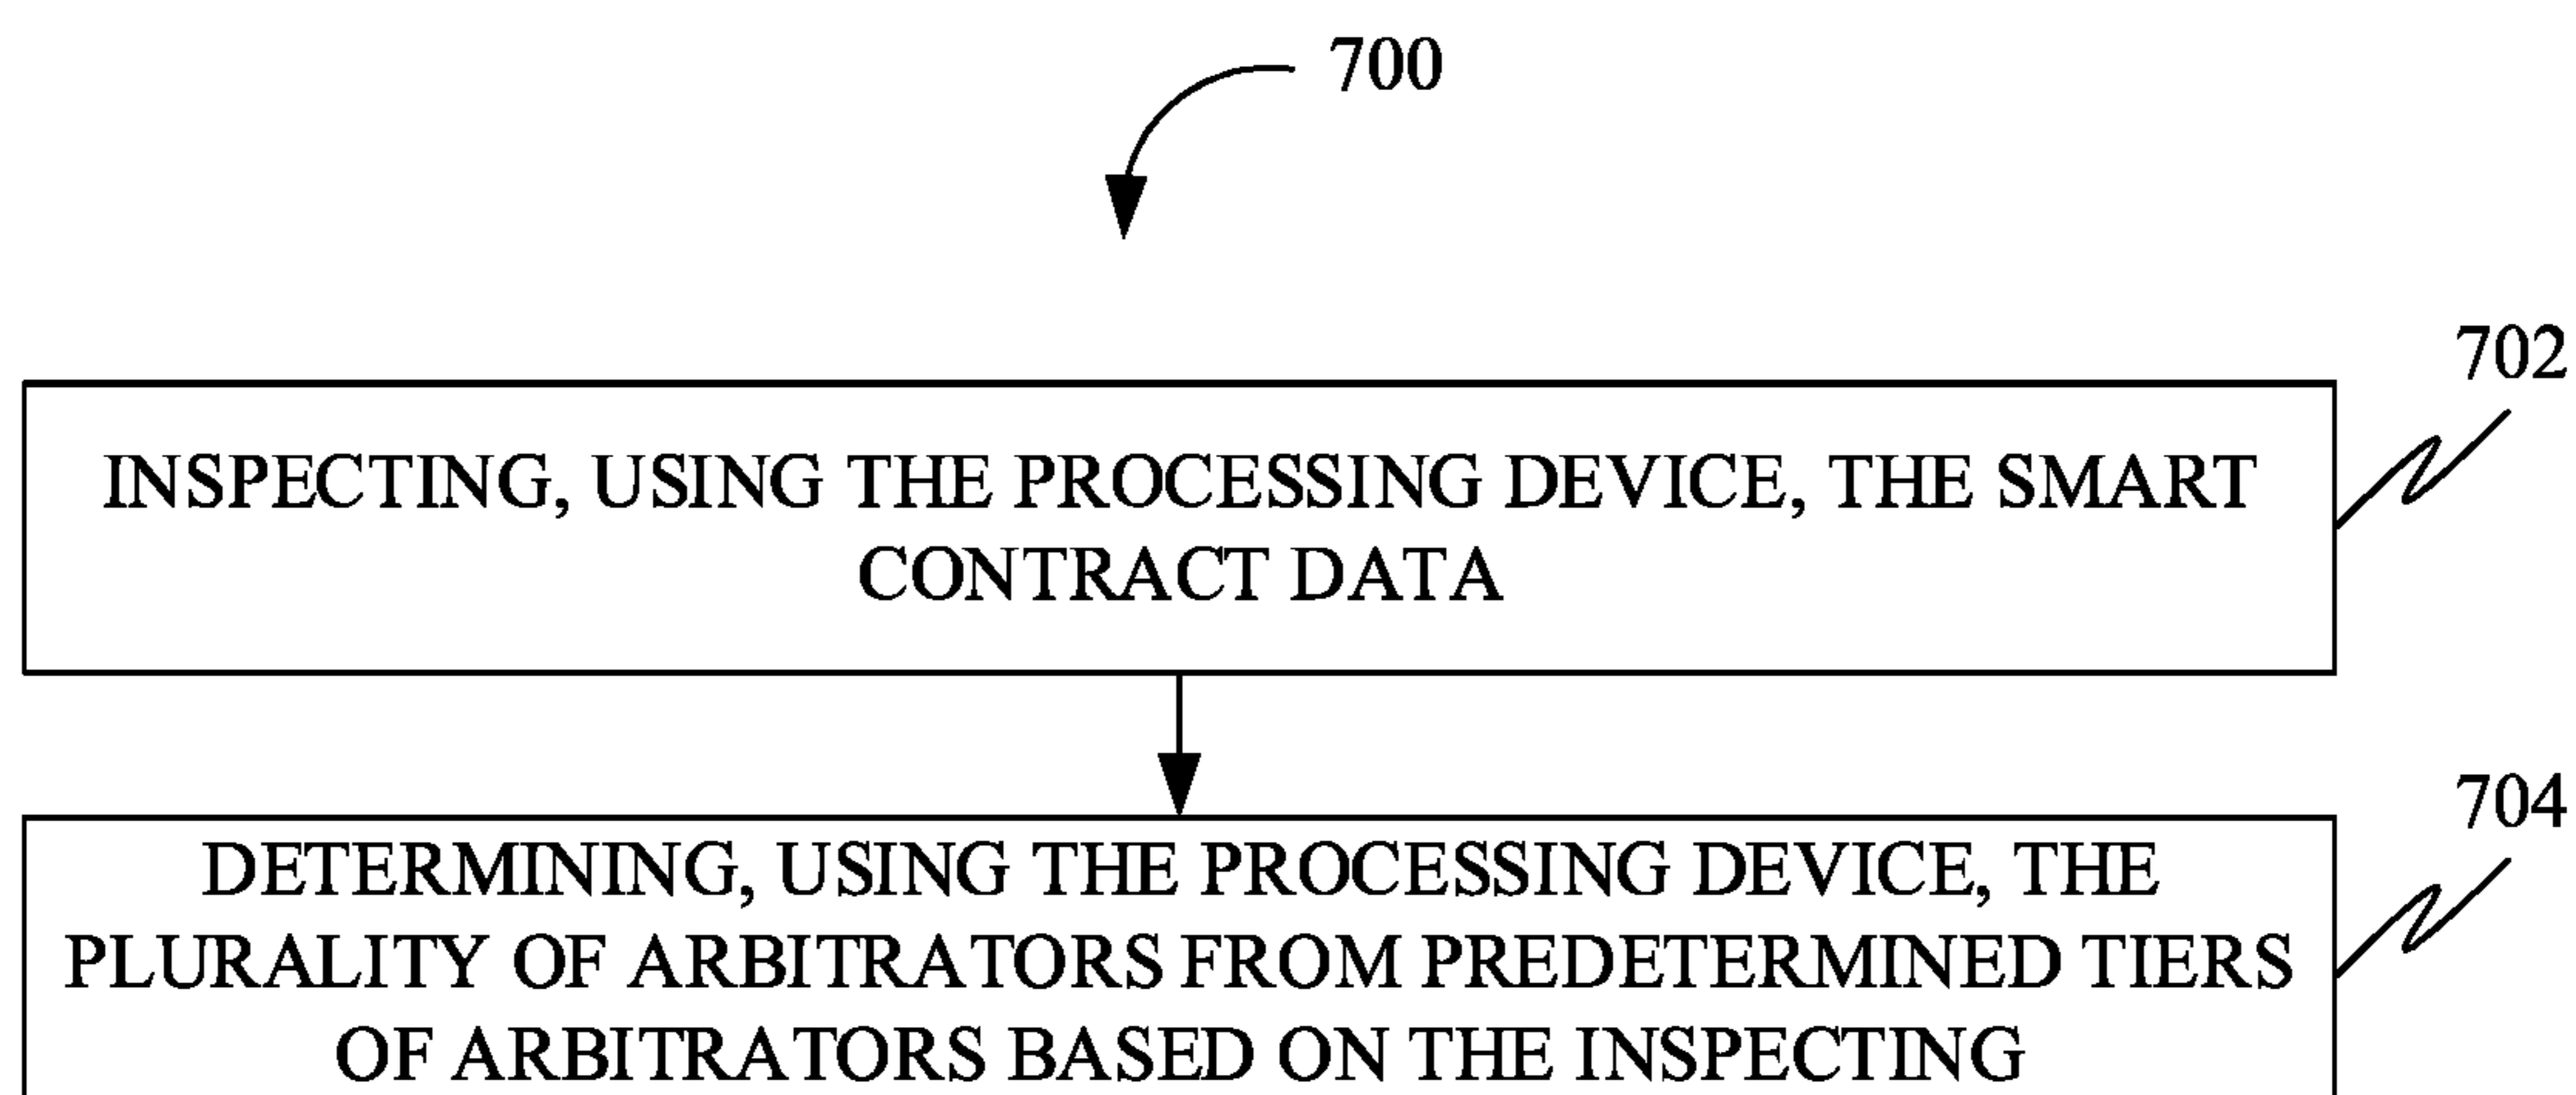 700
702
INSPECTING, USING THE PROCESSING DEVICE, THE SMART
CONTRACT DATA
704
DETERMINING, USING THE PROCESSING DEVICE, THE
PLURALITY OF ARBITRATORS FROM PREDETERMINED TIERS
OF ARBITRATORS BASED ON THE INSPECTING